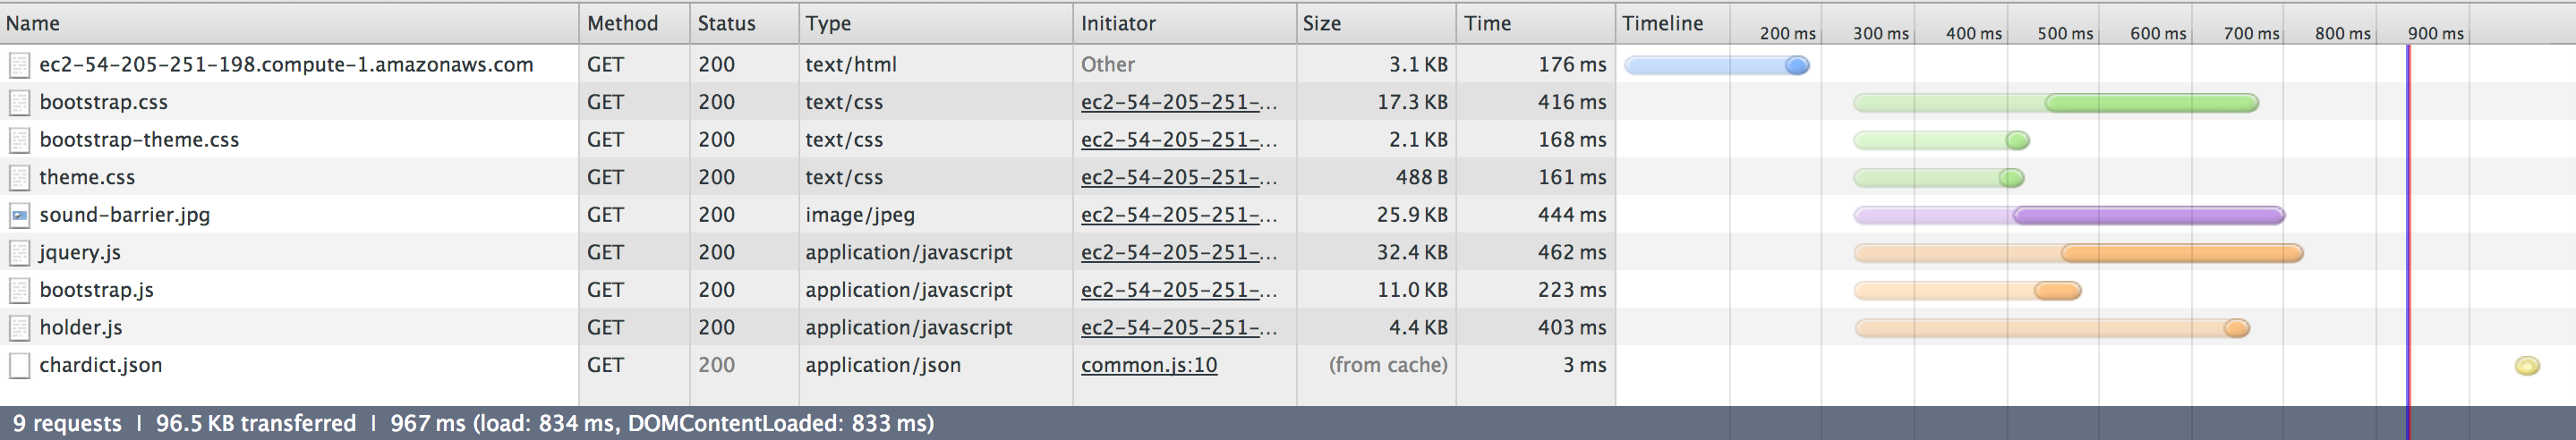 Name Method Status Type Initiator Size Time Timeline 200 ms 300 ms 400 ms 500 ms 600 ms 700 ms 800 ms 900 ms
ec2-54-205-251-198.compute-1.amazonaws.com GET 200 text/html Other 3.1 KB 176 ms
bootstrap.css GET 200 text/css ec2-54-205-251-... 17.3 KB 416 ms
bootstrap-theme.css GET 200 text/css ec2-54-205-251-... 2.1 KB 168 ms
theme.css GET 200 text/css ec2-54-205-251-... 488 B 161 ms
sound-barrier.jpg GET 200 image/jpeg ec2-54-205-251-... 25.9 KB 444 ms
jquery.js GET 200 application/javascript ec2-54-205-251-... 32.4 KB 462 ms
bootstrap.js GET 200 application/javascript ec2-54-205-251-... 11.0 KB 223 ms
holder.js GET 200 application/javascript ec2-54-205-251-... 4.4 KB 403 ms
chardict.json GET 200 application/json common.js:10 (from cache) 3 ms
9 requests | 96.5 KB transferred | 967 ms (load: 834 ms, DOMContentLoaded: 833 ms)